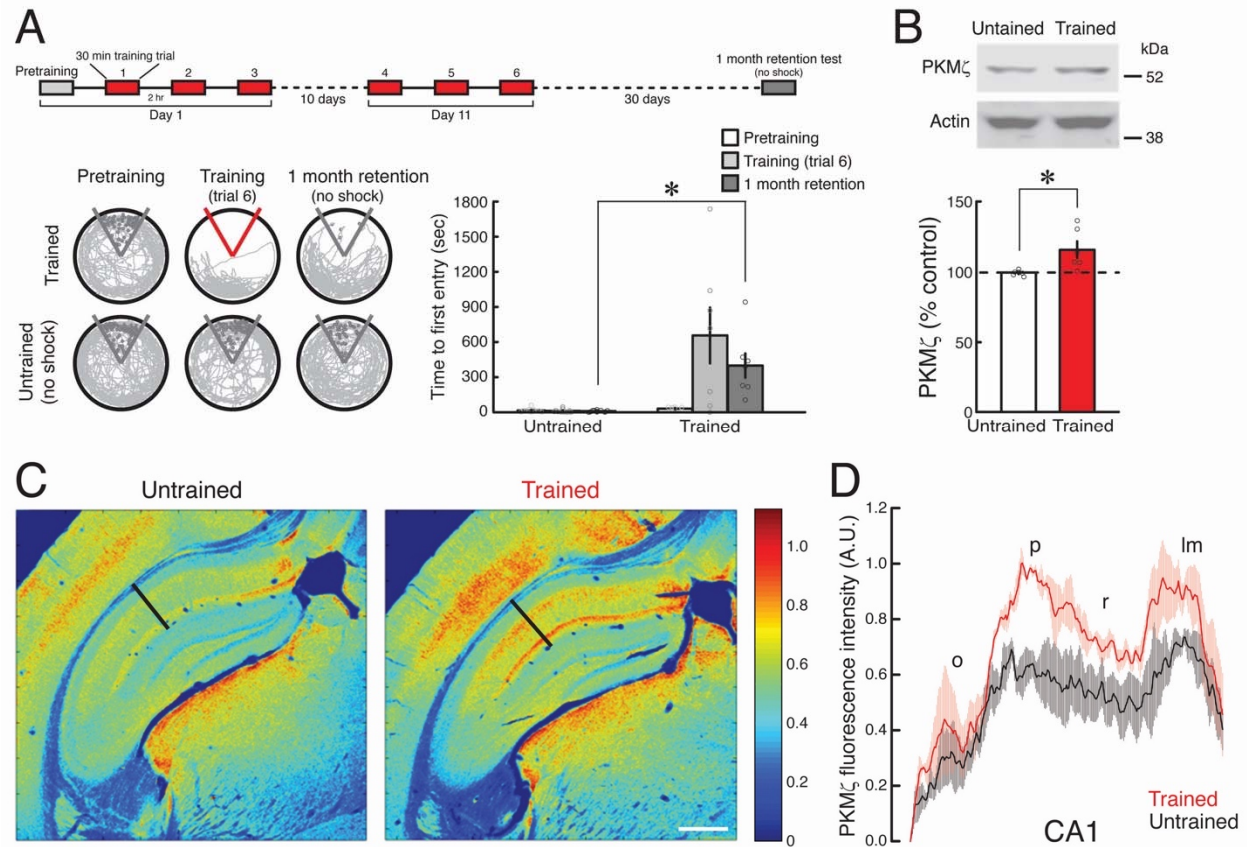 A
30 min training trial
Pretraining
1
2
3
4
5
6
1 month retention test
(no shock)
2 hr
10 days
30 days
Day 1
Day 11
Pretraining
Training (trial 6)
1 month retention
Pretraining
Training
(trial 6)
1 month retention
(no shock)
Trained
Untrained
(no shock)
Time to first entry (sec)
1800
1500
1200
900
600
300
0
*
Untrained
Trained
B
Untained
Trained
kDa
PKMζ
52
Actin
38
PKMζ (% control)
150
100
50
0
*
Untrained
Trained
C
Untrained
Trained
1.0
0.8
0.6
0.4
0.2
0
D
PKMζ fluorescence intensity (A.U.)
1.2
1.0
0.8
0.6
0.4
0.2
0.0
o
p
r
lm
Trained
Untrained
CA1